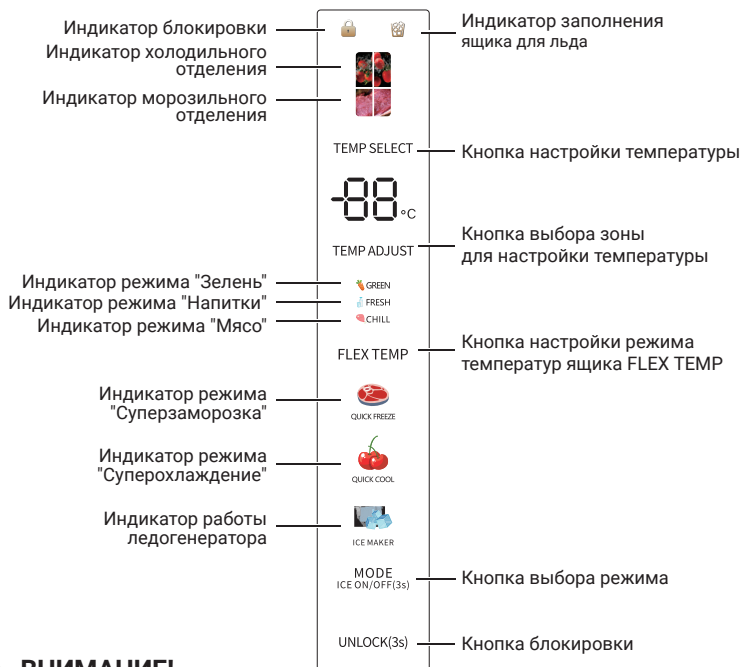 Индикатор блокировки
Индикатор холодильного
отделения
Индикатор морозильного
отделения
Индикатор заполнения
ящика для льда
TEMP SELECT
Кнопка настройки температуры
-88°C
TEMP ADJUST
Кнопка выбора зоны
для настройки температуры
Индикатор режима "Зелень"
GREEN
Индикатор режима "Напитки"
FRESH
Индикатор режима "Мясо"
CHILL
FLEX TEMP
Кнопка настройки режима
температур ящика FLEX TEMP
Индикатор режима
"Суперзаморозка"
QUICK FREEZE
Индикатор режима
"Суперохлаждение"
QUICK COOL
Индикатор работы
ледогенератора
ICE MAKER
MODE
ICE ON/OFF(3s)
Кнопка выбора режима
UNLOCK(3s)
Кнопка блокировки
ВНИМАНИЕ!